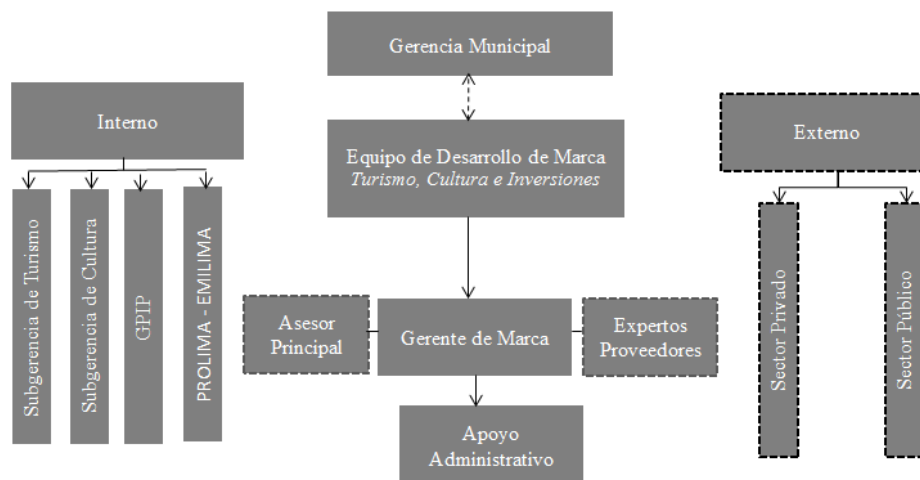 Gerencia Municipal
Interno
Equipo de Desarrollo de Marca
Turismo, Cultura e Inversiones
Externo
Subgerencia de Turismo
Subgerencia de Cultura
GPIP
PROLIMA - EMILIMA
Asesor
Principal
Gerente de Marca
Expertos
Proveedores
Sector Privado
Sector Público
Apoyo
Administrativo